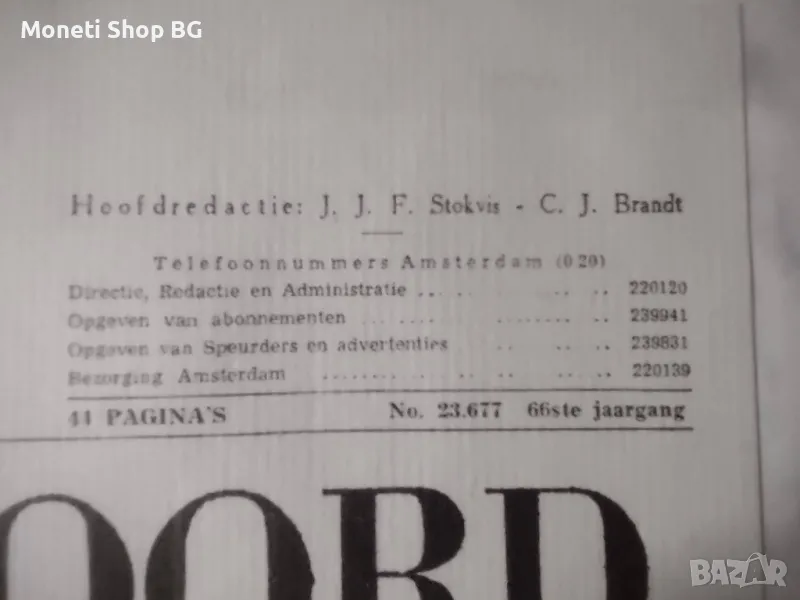 Moneti Shop BG
Hoofdredactie: J. J. F. Stokvis - C. J. Brandt
Telefoonnummers Amsterdam (020)
Directie, Redactie en Administratie .. .. .. 220120
Opgeven van abonnementen ... .... ........ .. 239941
Opgeven van Speurders en advertenties .. .. .. 239831
Bezorging Amsterdam ........ .. .. .... .. .. 220139
44 PAGINA'S No. 23.677 66ste jaargang
OORD
BAZAR